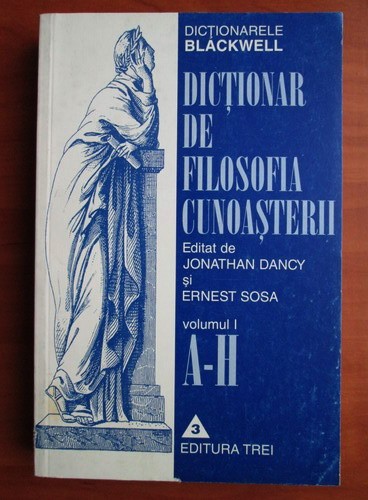 DICȚIONARELE
BLACKWELL
DICȚIONAR
DE
FILOSOFIA
CUNOAȘTERII
Editat de
JONATHAN DANCY
și
ERNEST SOSA
volumul I
A-H
3
EDITURA TREI